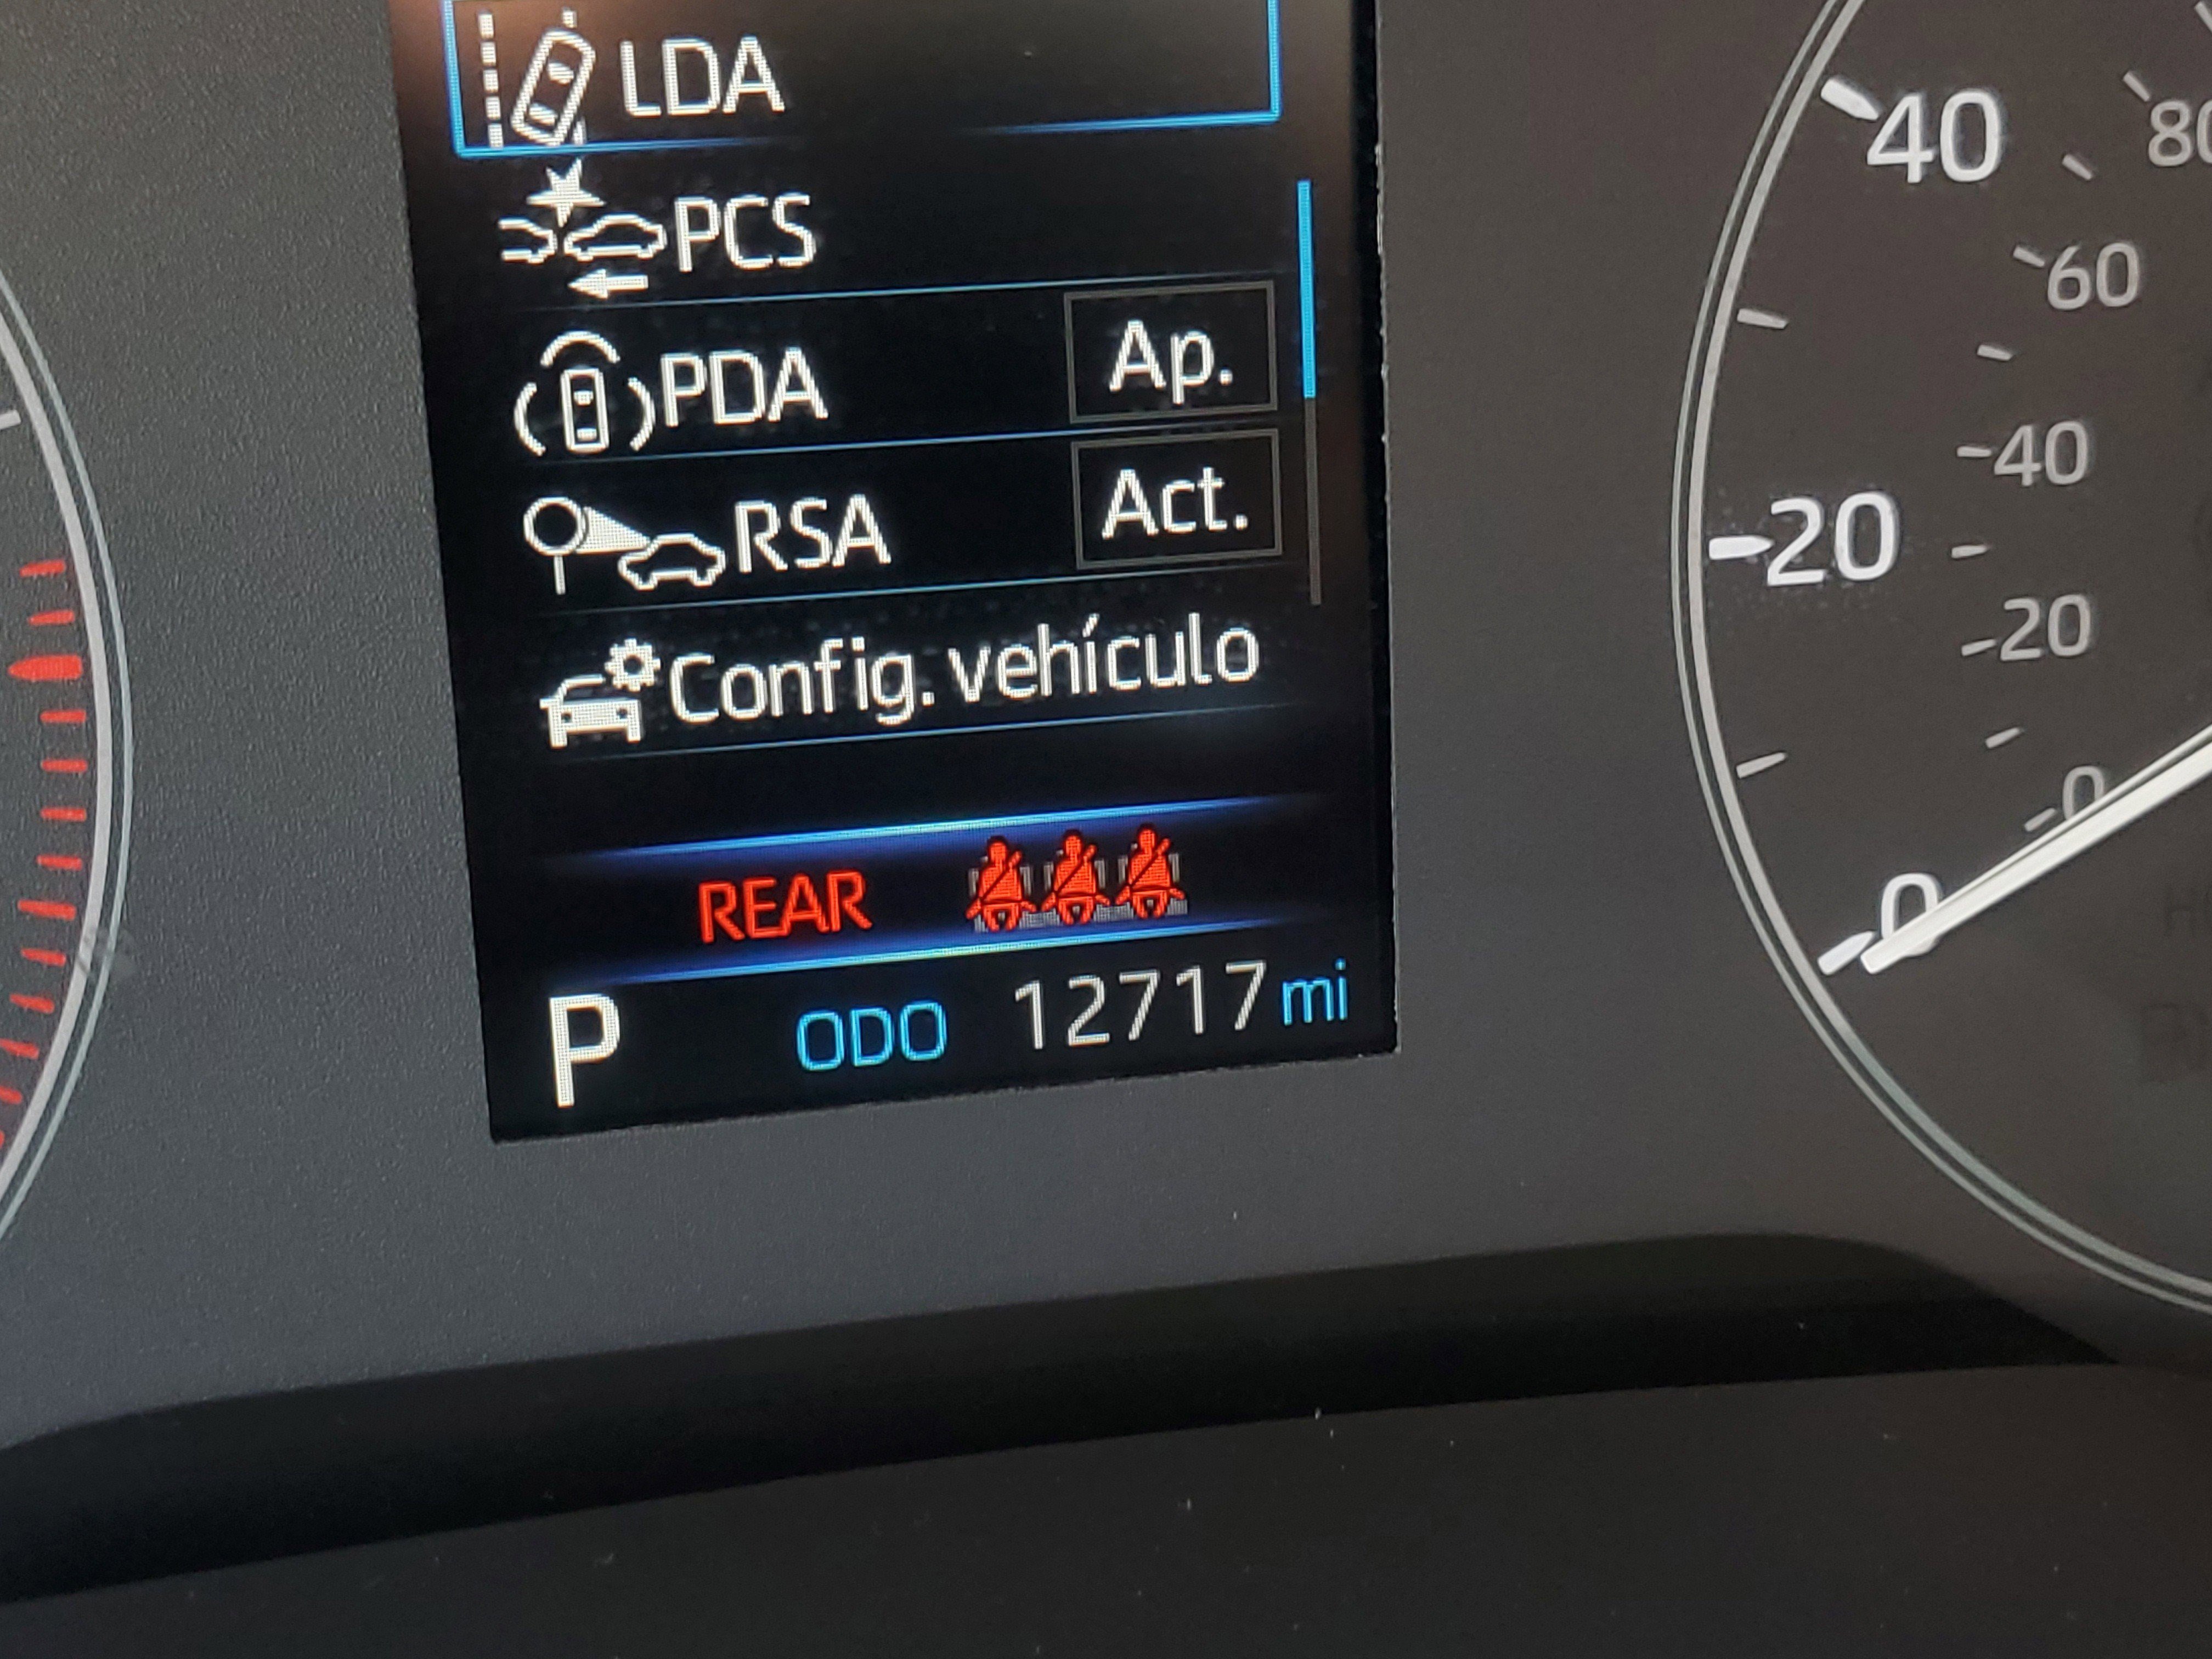 LDA
PCS
PDA Ap.
RSA Act.
Config. vehículo
REAR
P ODO 12717 mi
40
80
60
40
20
20
0
0